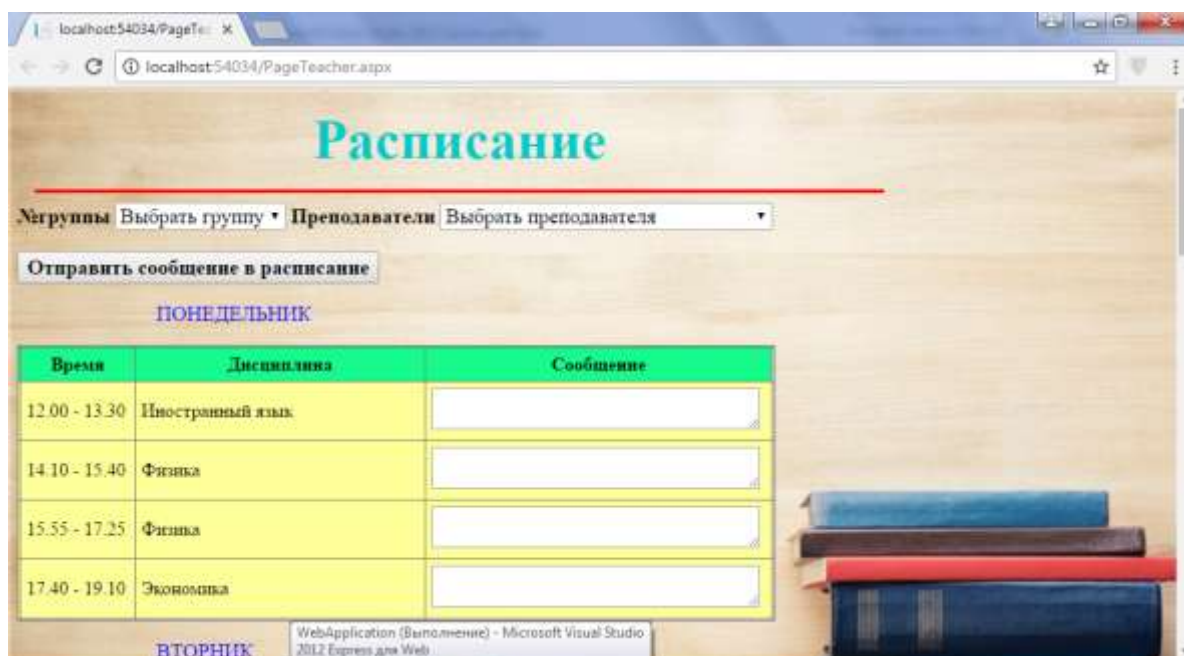 localhost:54034/PageTe
localhost:54034/PageTeacher.aspx
Расписание
№группы Выбрать группу Преподаватели Выбрать преподавателя
Отправить сообщение в расписание
ПОНЕДЕЛЬНИК
Время Дисциплина Сообщение
12.00 - 13.30 Иностранный язык
14.10 - 15.40 Физика
15.55 - 17.25 Физика
17.40 - 19.10 Экономика
ВТОРНИК
WebApplication (Выполнение) - Microsoft Visual Studio
2012 Express для Web